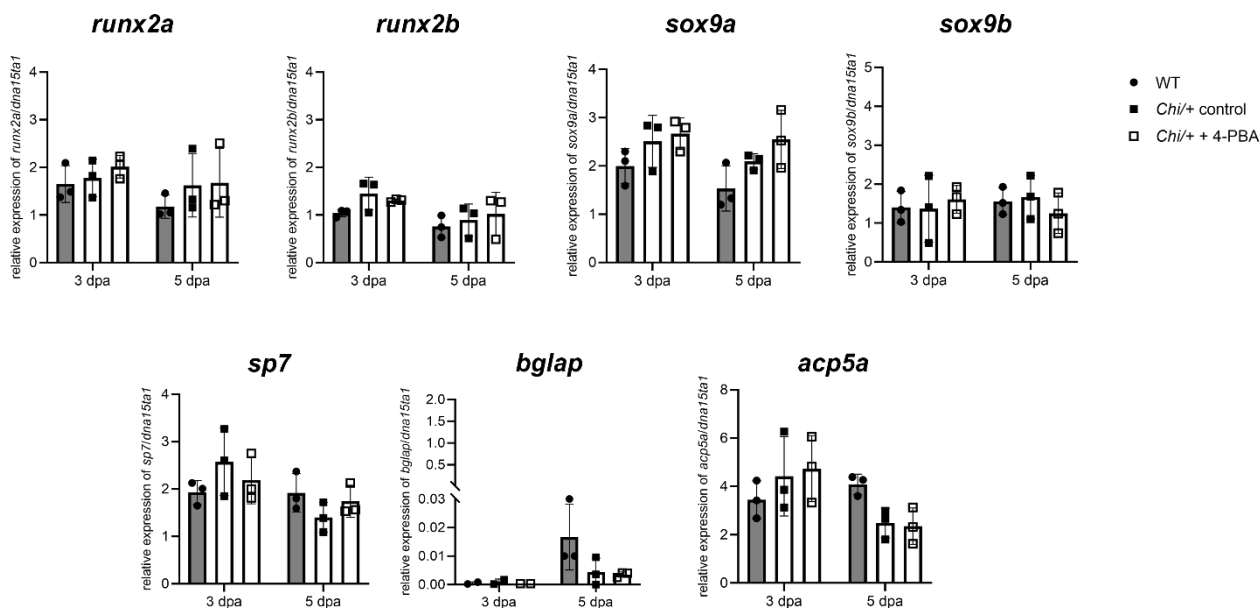 runx2a
relative expression of runx2a/dna15ta1
4
3
2
1
0
3 dpa 5 dpa
runx2b
relative expression of runx2b/dna15ta1
4
3
2
1
0
3 dpa 5 dpa
sox9a
relative expression of sox9a/dna15ta1
4
3
2
1
0
3 dpa 5 dpa
sox9b
relative expression of sox9b/dna15ta1
5
4
3
2
1
0
3 dpa 5 dpa
WT
Chi/+ control
Chi/+ + 4-PBA
sp7
relative expression of sp7/dna15ta1
4
3
2
1
0
3 dpa 5 dpa
bglap
relative expression of bglap/dna15ta1
2.0
1.5
1.0
0.5
0.03
0.02
0.01
0.00
3 dpa 5 dpa
acp5a
relative expression of acp5a/dna15ta1
8
6
4
2
0
3 dpa 5 dpa